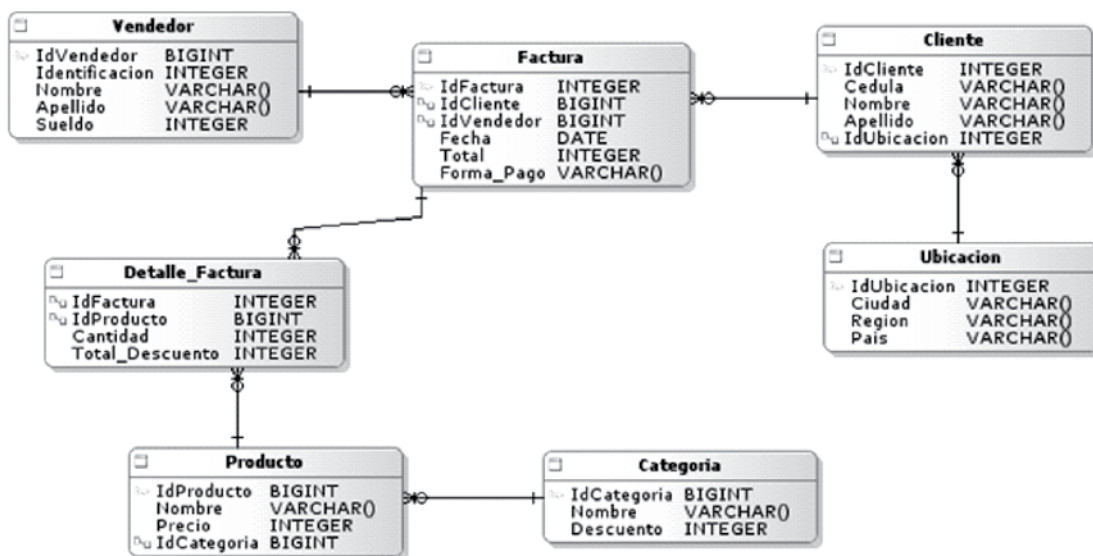 Vendedor
IdVendedor BIGINT
Identificacion INTEGER
Nombre VARCHAR()
Apellido VARCHAR()
Sueldo INTEGER
Factura
IdFactura INTEGER
IdCliente BIGINT
IdVendedor BIGINT
Fecha DATE
Total INTEGER
Forma_Pago VARCHAR()
Cliente
IdCliente INTEGER
Cedula VARCHAR()
Nombre VARCHAR()
Apellido VARCHAR()
IdUbicacion INTEGER
Detalle_Factura
IdFactura INTEGER
IdProducto BIGINT
Cantidad INTEGER
Total_Descuento INTEGER
Ubicacion
IdUbicacion INTEGER
Ciudad VARCHAR()
Region VARCHAR()
Pais VARCHAR()
Producto
IdProducto BIGINT
Nombre VARCHAR()
Precio INTEGER
IdCategoria BIGINT
Categoria
IdCategoria BIGINT
Nombre VARCHAR()
Descuento INTEGER